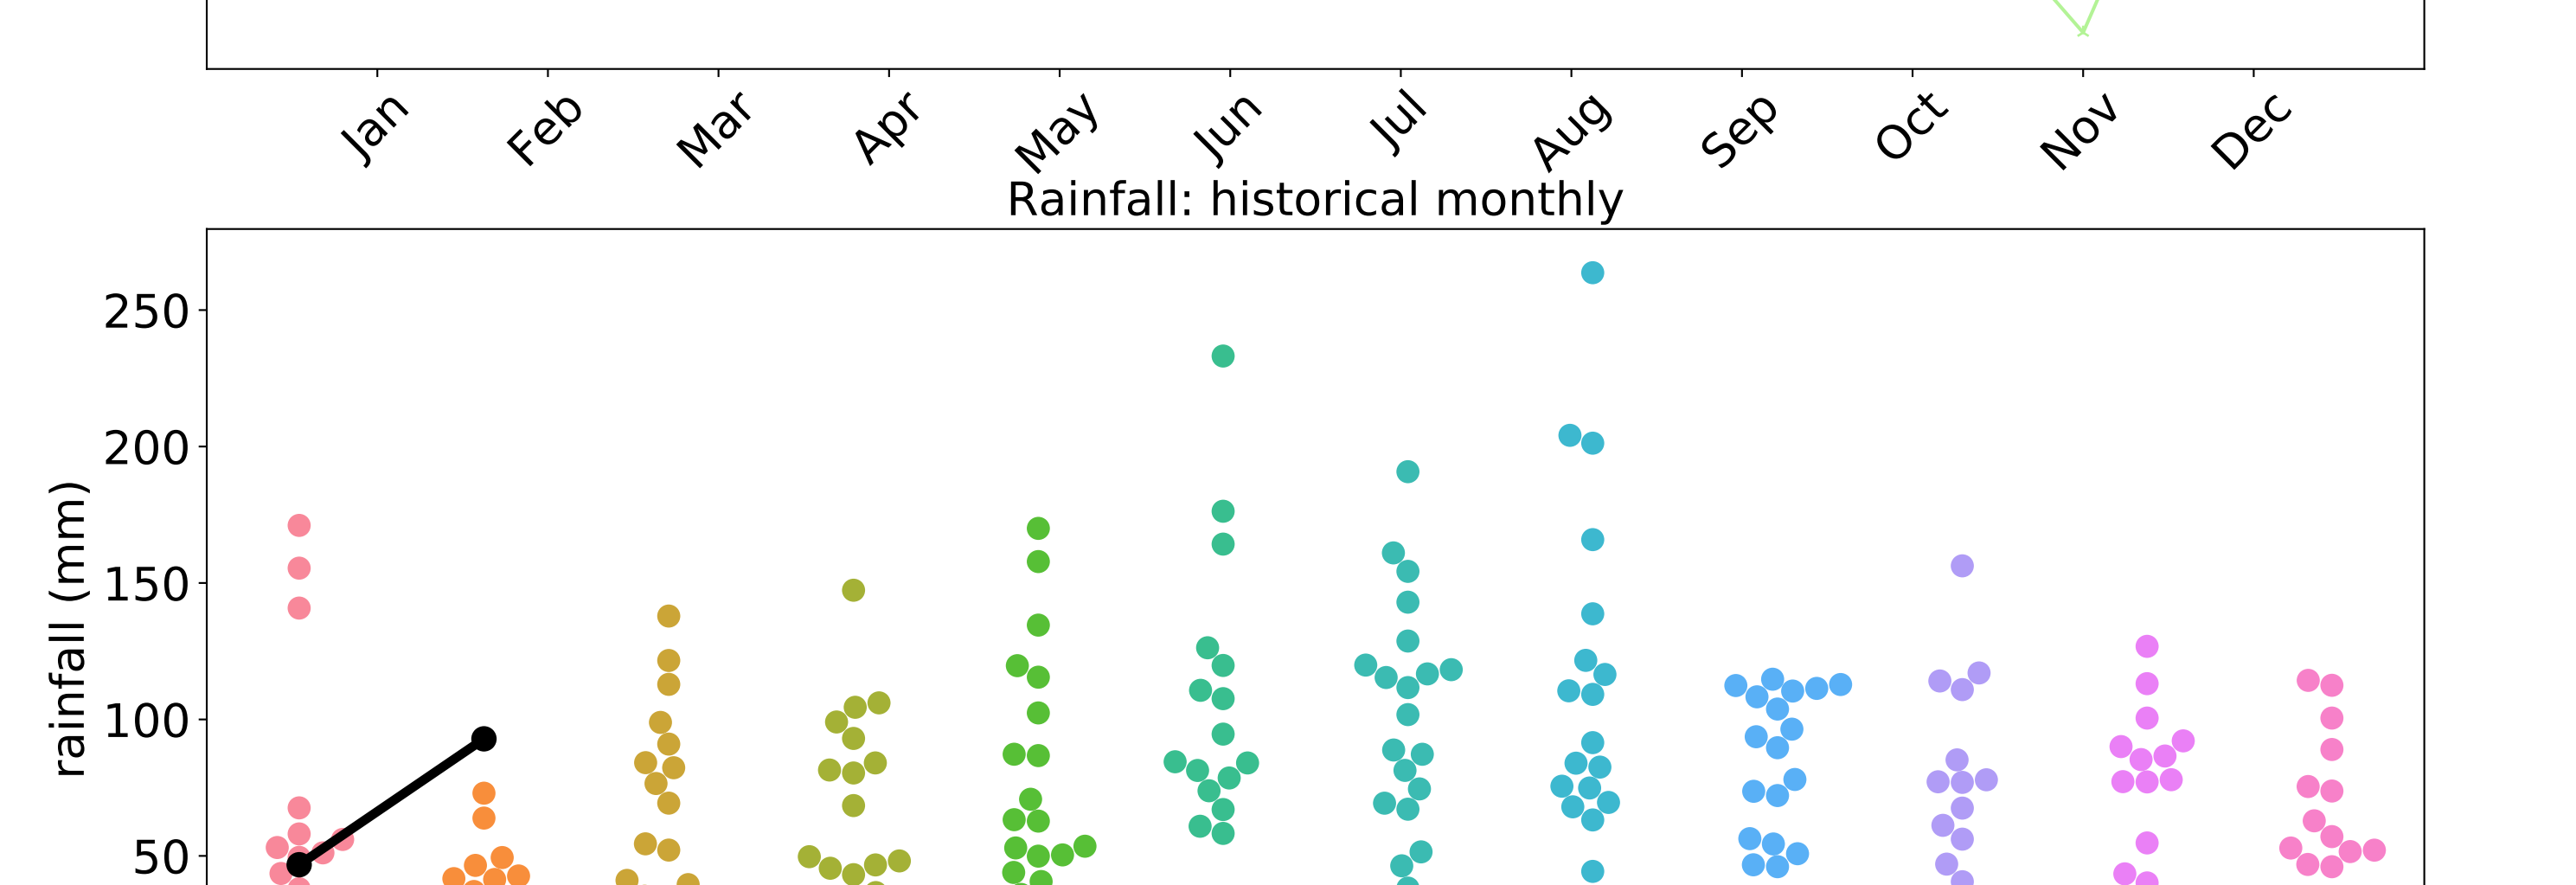 Jan Feb Mar Apr May Jun Jul Aug Sep Oct Nov Dec
Rainfall: historical monthly
250
200
rainfall (mm)
150
100
50